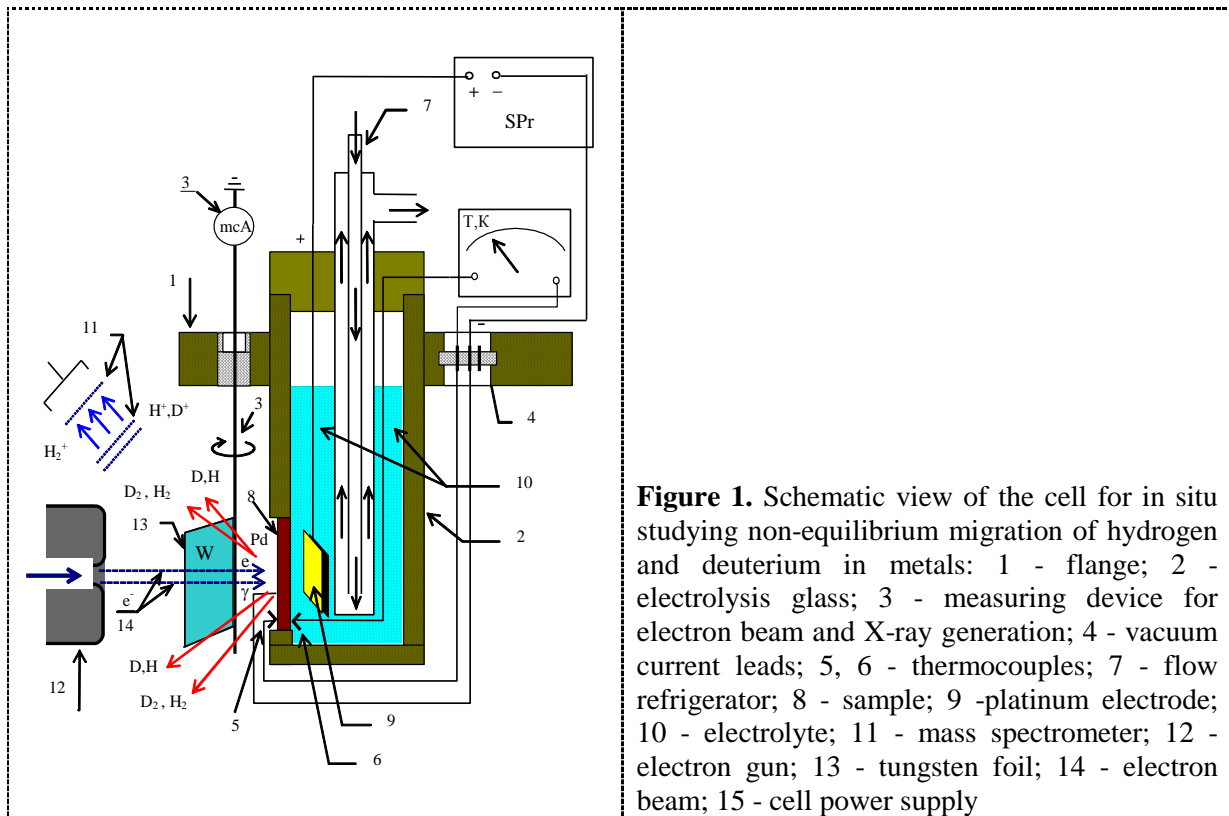 + −
SPr
7
3
mcA
T,K
+
1
-
11
H⁺,D⁺
3
4
H₂⁺
D,H
10
D₂ , H₂
8
13
Pd
2
W
e
γ
e⁻
14
D,H
12
D₂ , H₂
5
9
6
Figure 1. Schematic view of the cell for in situ
studying non-equilibrium migration of hydrogen
and deuterium in metals: 1 - flange; 2 -
electrolysis glass; 3 - measuring device for
electron beam and X-ray generation; 4 - vacuum
current leads; 5, 6 - thermocouples; 7 - flow
refrigerator; 8 - sample; 9 -platinum electrode;
10 - electrolyte; 11 - mass spectrometer; 12 -
electron gun; 13 - tungsten foil; 14 - electron
beam; 15 - cell power supply